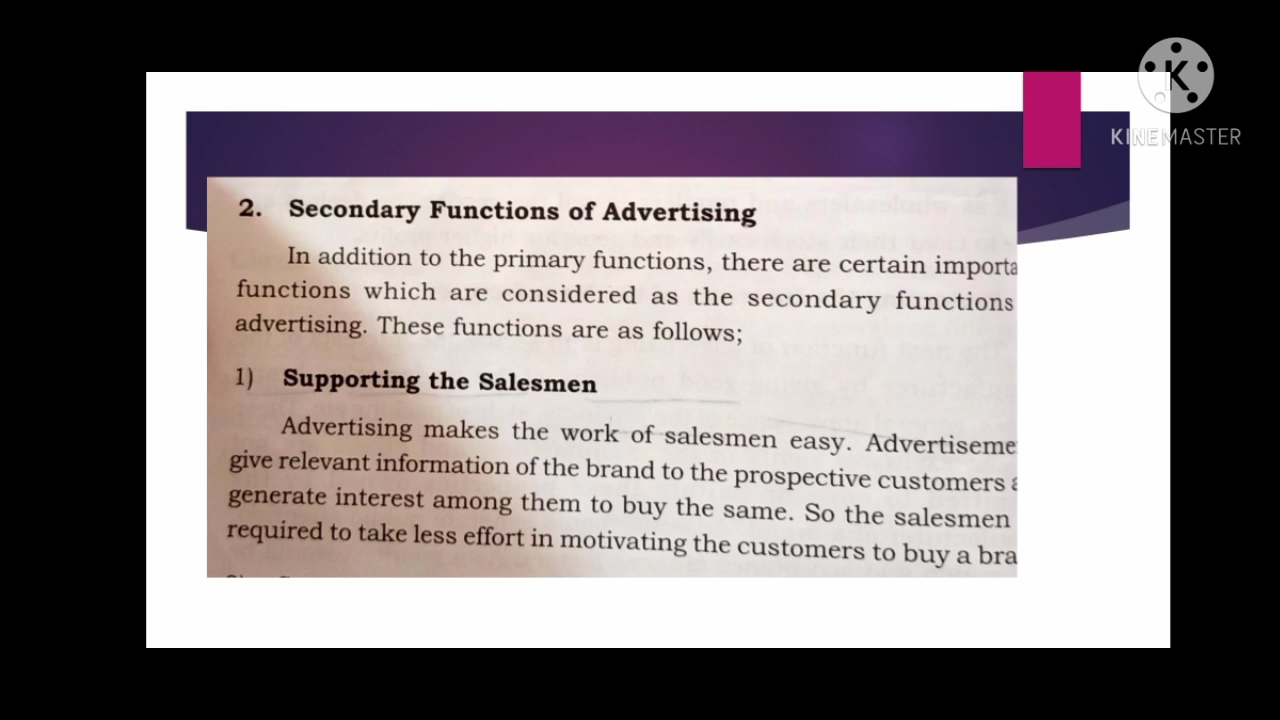 KINEMASTER
2. Secondary Functions of Advertising
In addition to the primary functions, there are certain importa
functions which are considered as the secondary functions
advertising. These functions are as follows;
1) Supporting the Salesmen
Advertising makes the work of salesmen easy. Advertiseme
give relevant information of the brand to the prospective customers
generate interest among them to buy the same. So the salesmen
required to take less effort in motivating the customers to buy a bra